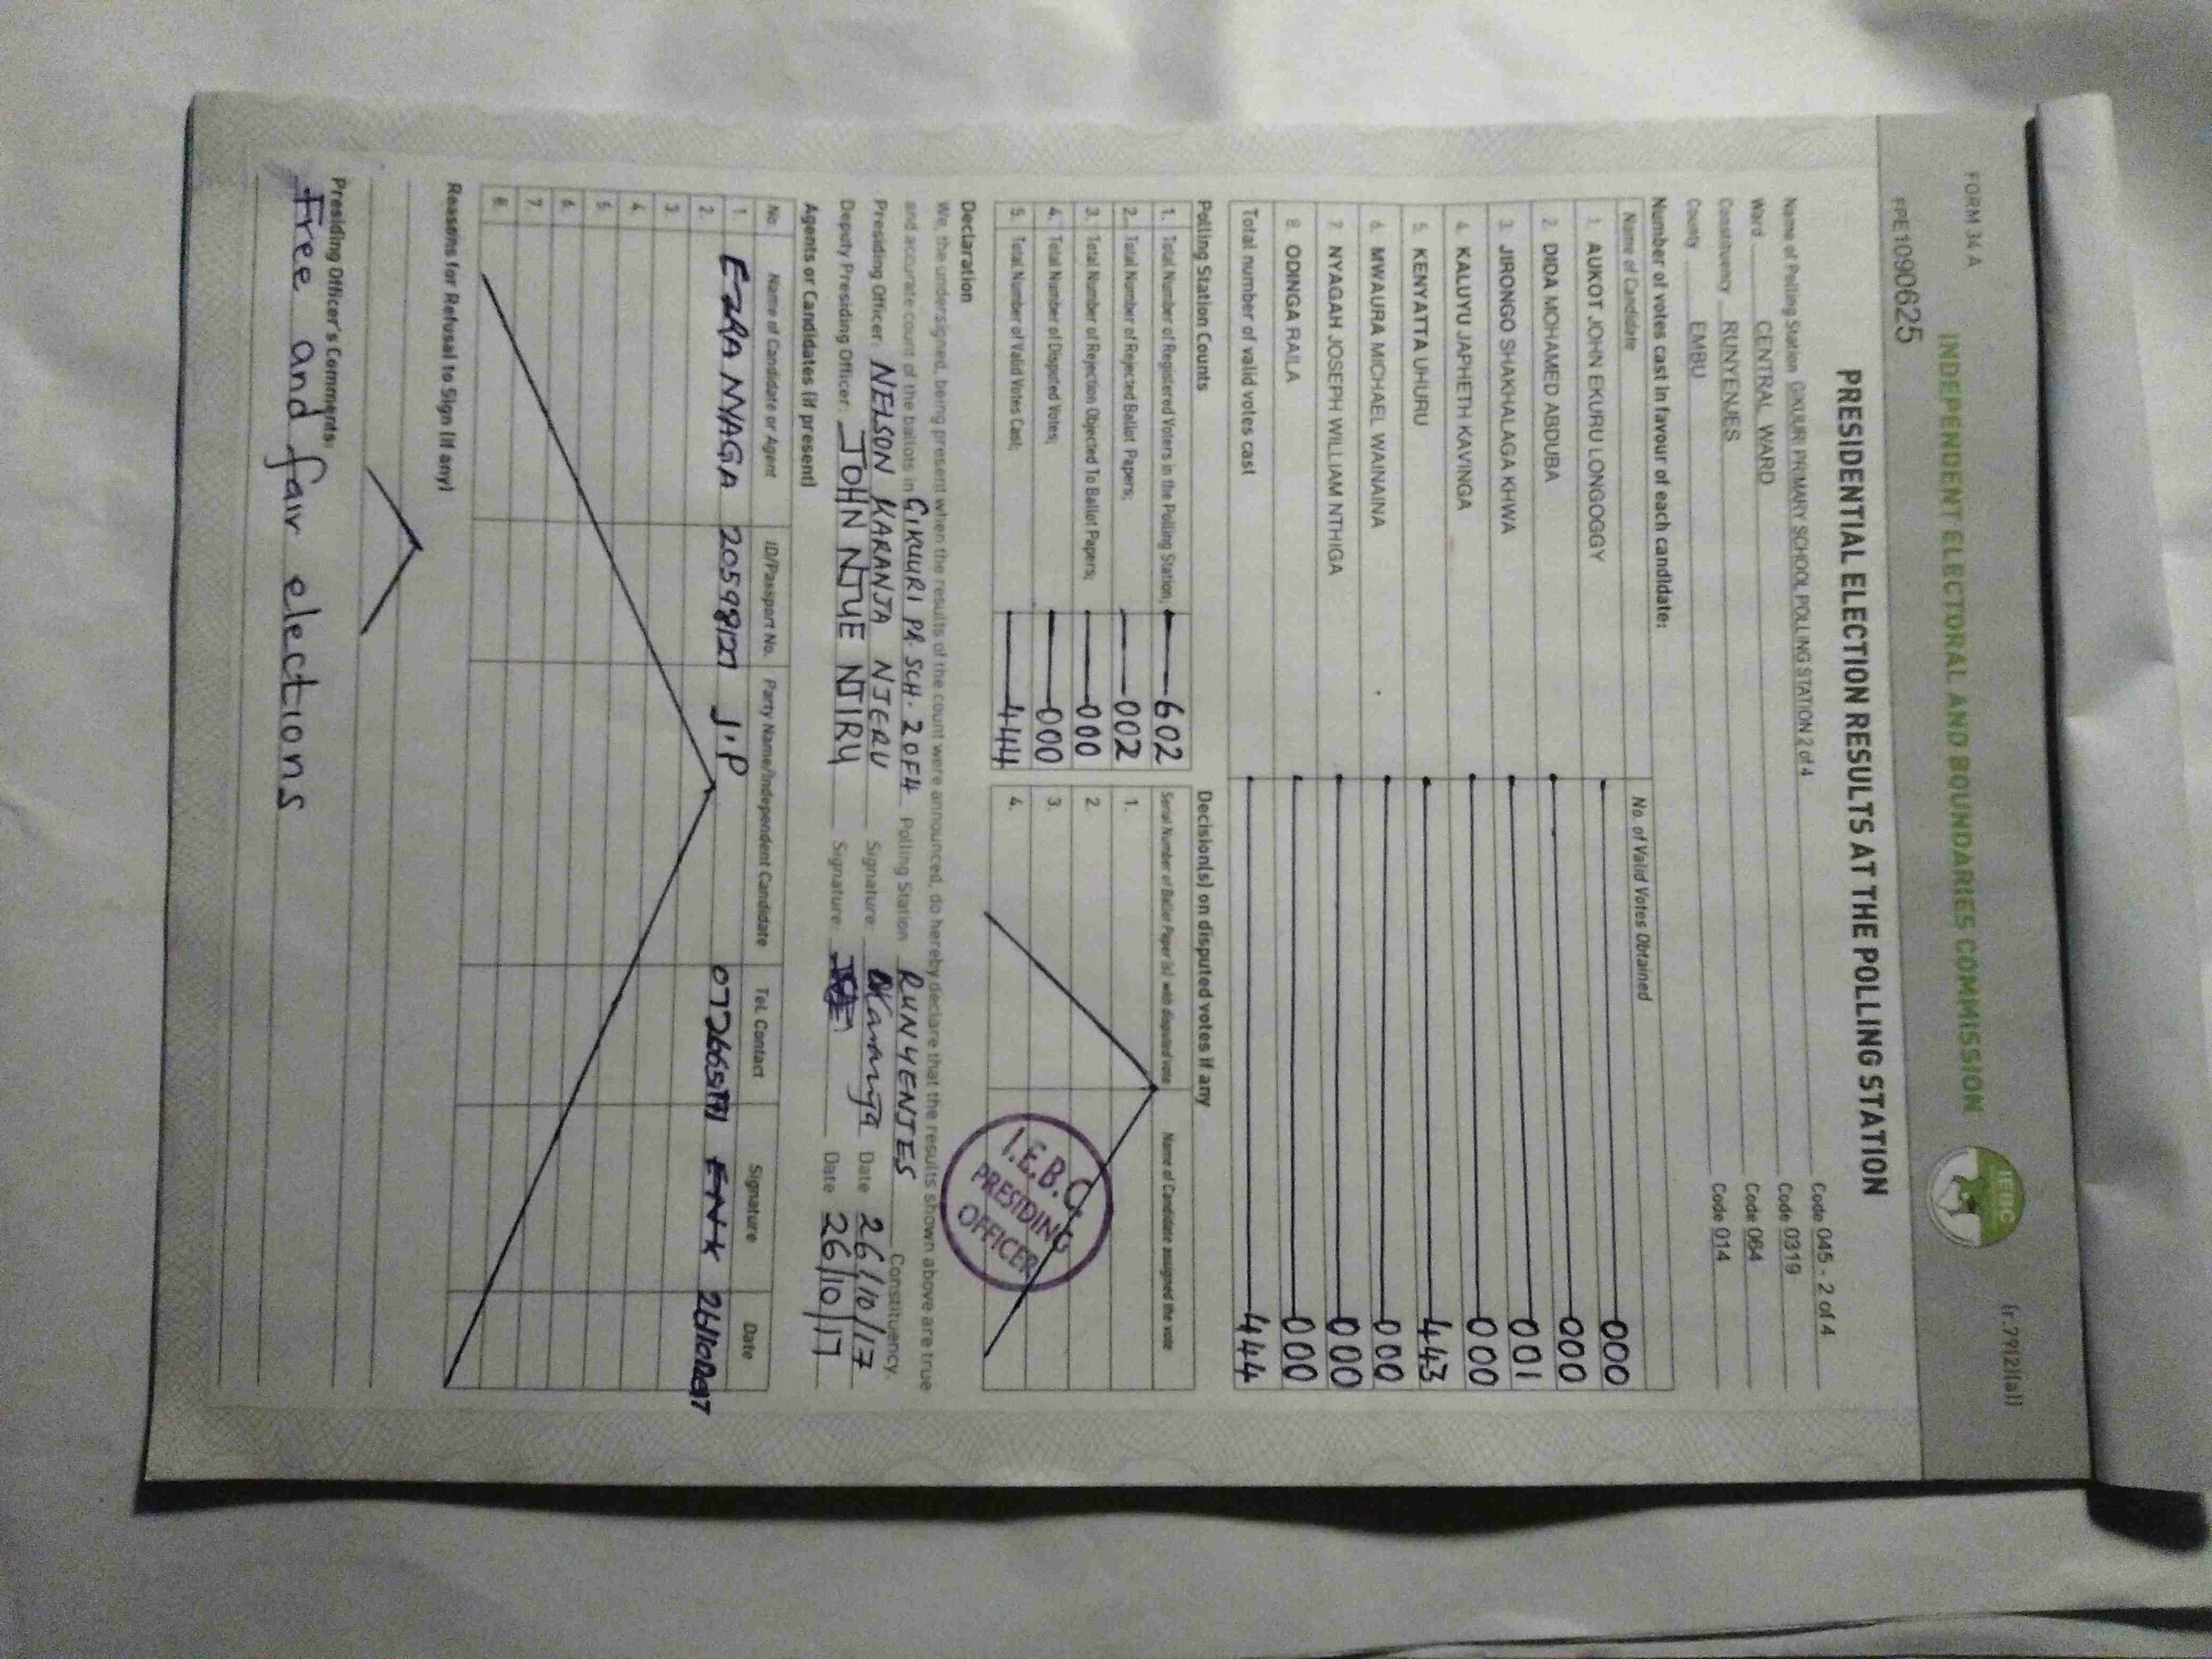 FORM 34 A
(r.79(2)(a))
INDEPENDENT ELECTORAL AND BOUNDARIES COMMISSION
IEBC
FPE1090625
PRESIDENTIAL ELECTION RESULTS AT THE POLLING STATION
Name of Polling Station GIKUURI PRIMARY SCHOOL POLLING STATION 2 of 4 Code 045 - 2 of 4
Ward CENTRAL WARD Code 0319
Constituency RUNYENJES Code 064
County EMBU Code 014
Number of votes cast in favour of each candidate:
Name of Candidate No. of Valid Votes Obtained
1. AUKOT JOHN EKURU LONGOGGY 000
2. DIDA MOHAMED ABDUBA 000
3. JIRONGO SHAKHALAGA KHWA 001
4. KALUYU JAPHETH KAVINGA 000
5. KENYATTA UHURU 443
6. MWAURA MICHAEL WAINAINA 000
7. NYAGAH JOSEPH WILLIAM NTHIGA 000
8. ODINGA RAILA 000
Total number of valid votes cast 444
Polling Station Counts
1. Total Number of Registered Voters in the Polling Station; 602
2. Total Number of Rejected Ballot Papers; 002
3. Total Number of Rejection Objected To Ballot Papers; 000
4. Total Number of Disputed Votes; 000
5. Total Number of Valid Votes Cast; 444
Decision(s) on disputed votes if any
Serial Number of Ballot Paper (s) with disputed vote Name of Candidate assigned the vote
1.
2.
3.
4.
I.E.B.C.
PRESIDING
OFFICER
Declaration
We, the undersigned, being present when the results of the count were announced, do hereby declare that the results shown above are true
and accurate count of the ballots in GIKUURI PR SCH. 2 OF 4 Polling Station RUNYENJES Constituency
Presiding Officer: NELSON KARANJA NJERU Signature: Karanja Date 26/10/17
Deputy Presiding Officer: JOHN NJUE NJIRU Signature: Date 26/10/17
Agents or Candidates (if present)
No Name of Candidate or Agent ID/Passport No. Party Name/Independent Candidate Tel. Contact Signature Date
1. EZRA NYAGA J.P
2.
3.
4.
5.
6.
7.
8.
Reasons for Refusal to Sign (if any)
Presiding Officer's Comments:
Free and fair elections